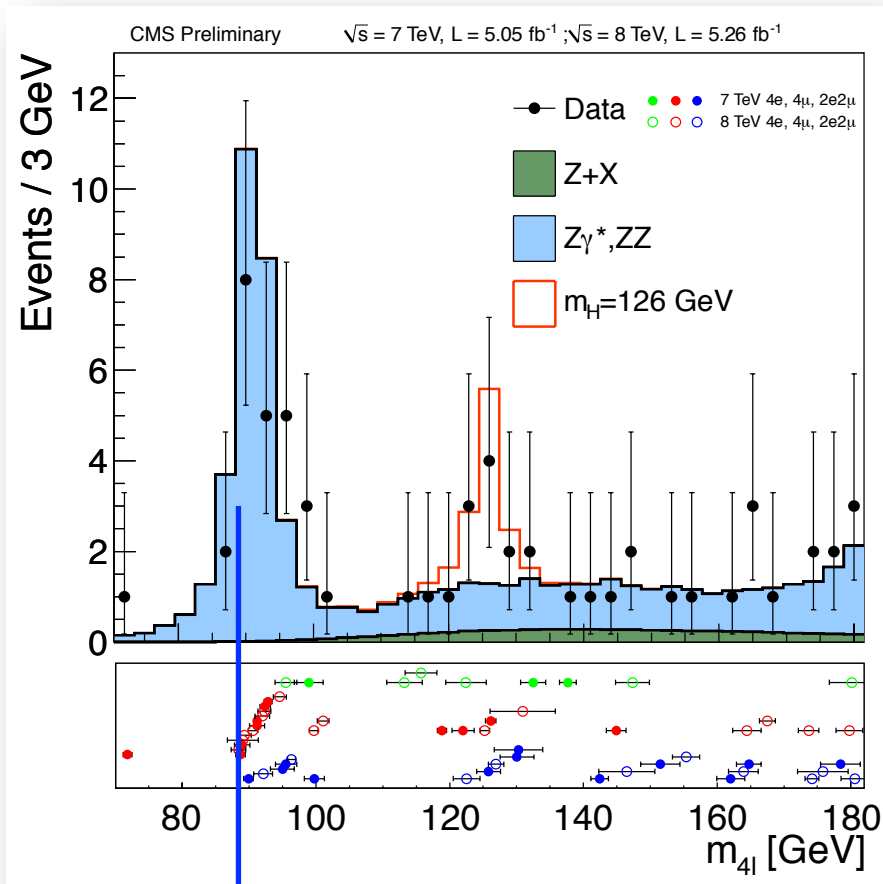 CMS Preliminary √s = 7 TeV, L = 5.05 fb⁻¹ ;√s = 8 TeV, L = 5.26 fb⁻¹
Events / 3 GeV
12
10
8
6
4
2
0
Data
7 TeV 4e, 4μ, 2e2μ
8 TeV 4e, 4μ, 2e2μ
Z+X
Zγ*,ZZ
m_H=126 GeV
80 100 120 140 160 180
m_4l [GeV]